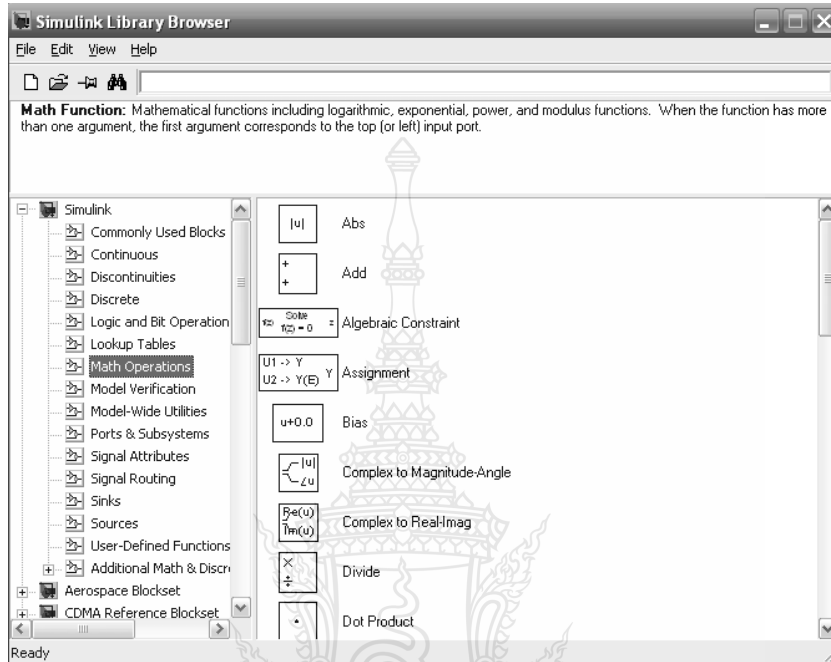 Simulink Library Browser
File Edit View Help
Math Function: Mathematical functions including logarithmic, exponential, power, and modulus functions. When the function has more
than one argument, the first argument corresponds to the top (or left) input port.
Simulink
Commonly Used Blocks
Continuous
Discontinuities
Discrete
Logic and Bit Operation
Lookup Tables
Math Operations
Model Verification
Model-Wide Utilities
Ports & Subsystems
Signal Attributes
Signal Routing
Sinks
Sources
User-Defined Functions
Additional Math & Discr
Aerospace Blockset
CDMA Reference Blockset
|u| Abs
+
+
Add
f(z) Solve f(z) = 0 z Algebraic Constraint
U1 -> Y
U2 -> Y(E) Y
Assignment
u+0.0 Bias
|u|
∠u
Complex to Magnitude-Angle
Re(u)
Im(u)
Complex to Real-Imag
×
÷
Divide
Dot Product
Ready